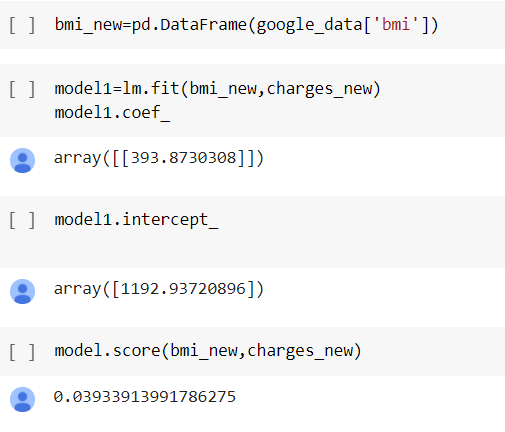 [ ] bmi_new=pd.DataFrame(google_data['bmi'])
[ ] model1=lm.fit(bmi_new,charges_new)
model1.coef_
array([[393.8730308]])
[ ] model1.intercept_
array([1192.93720896])
[ ] model.score(bmi_new,charges_new)
0.03933913991786275